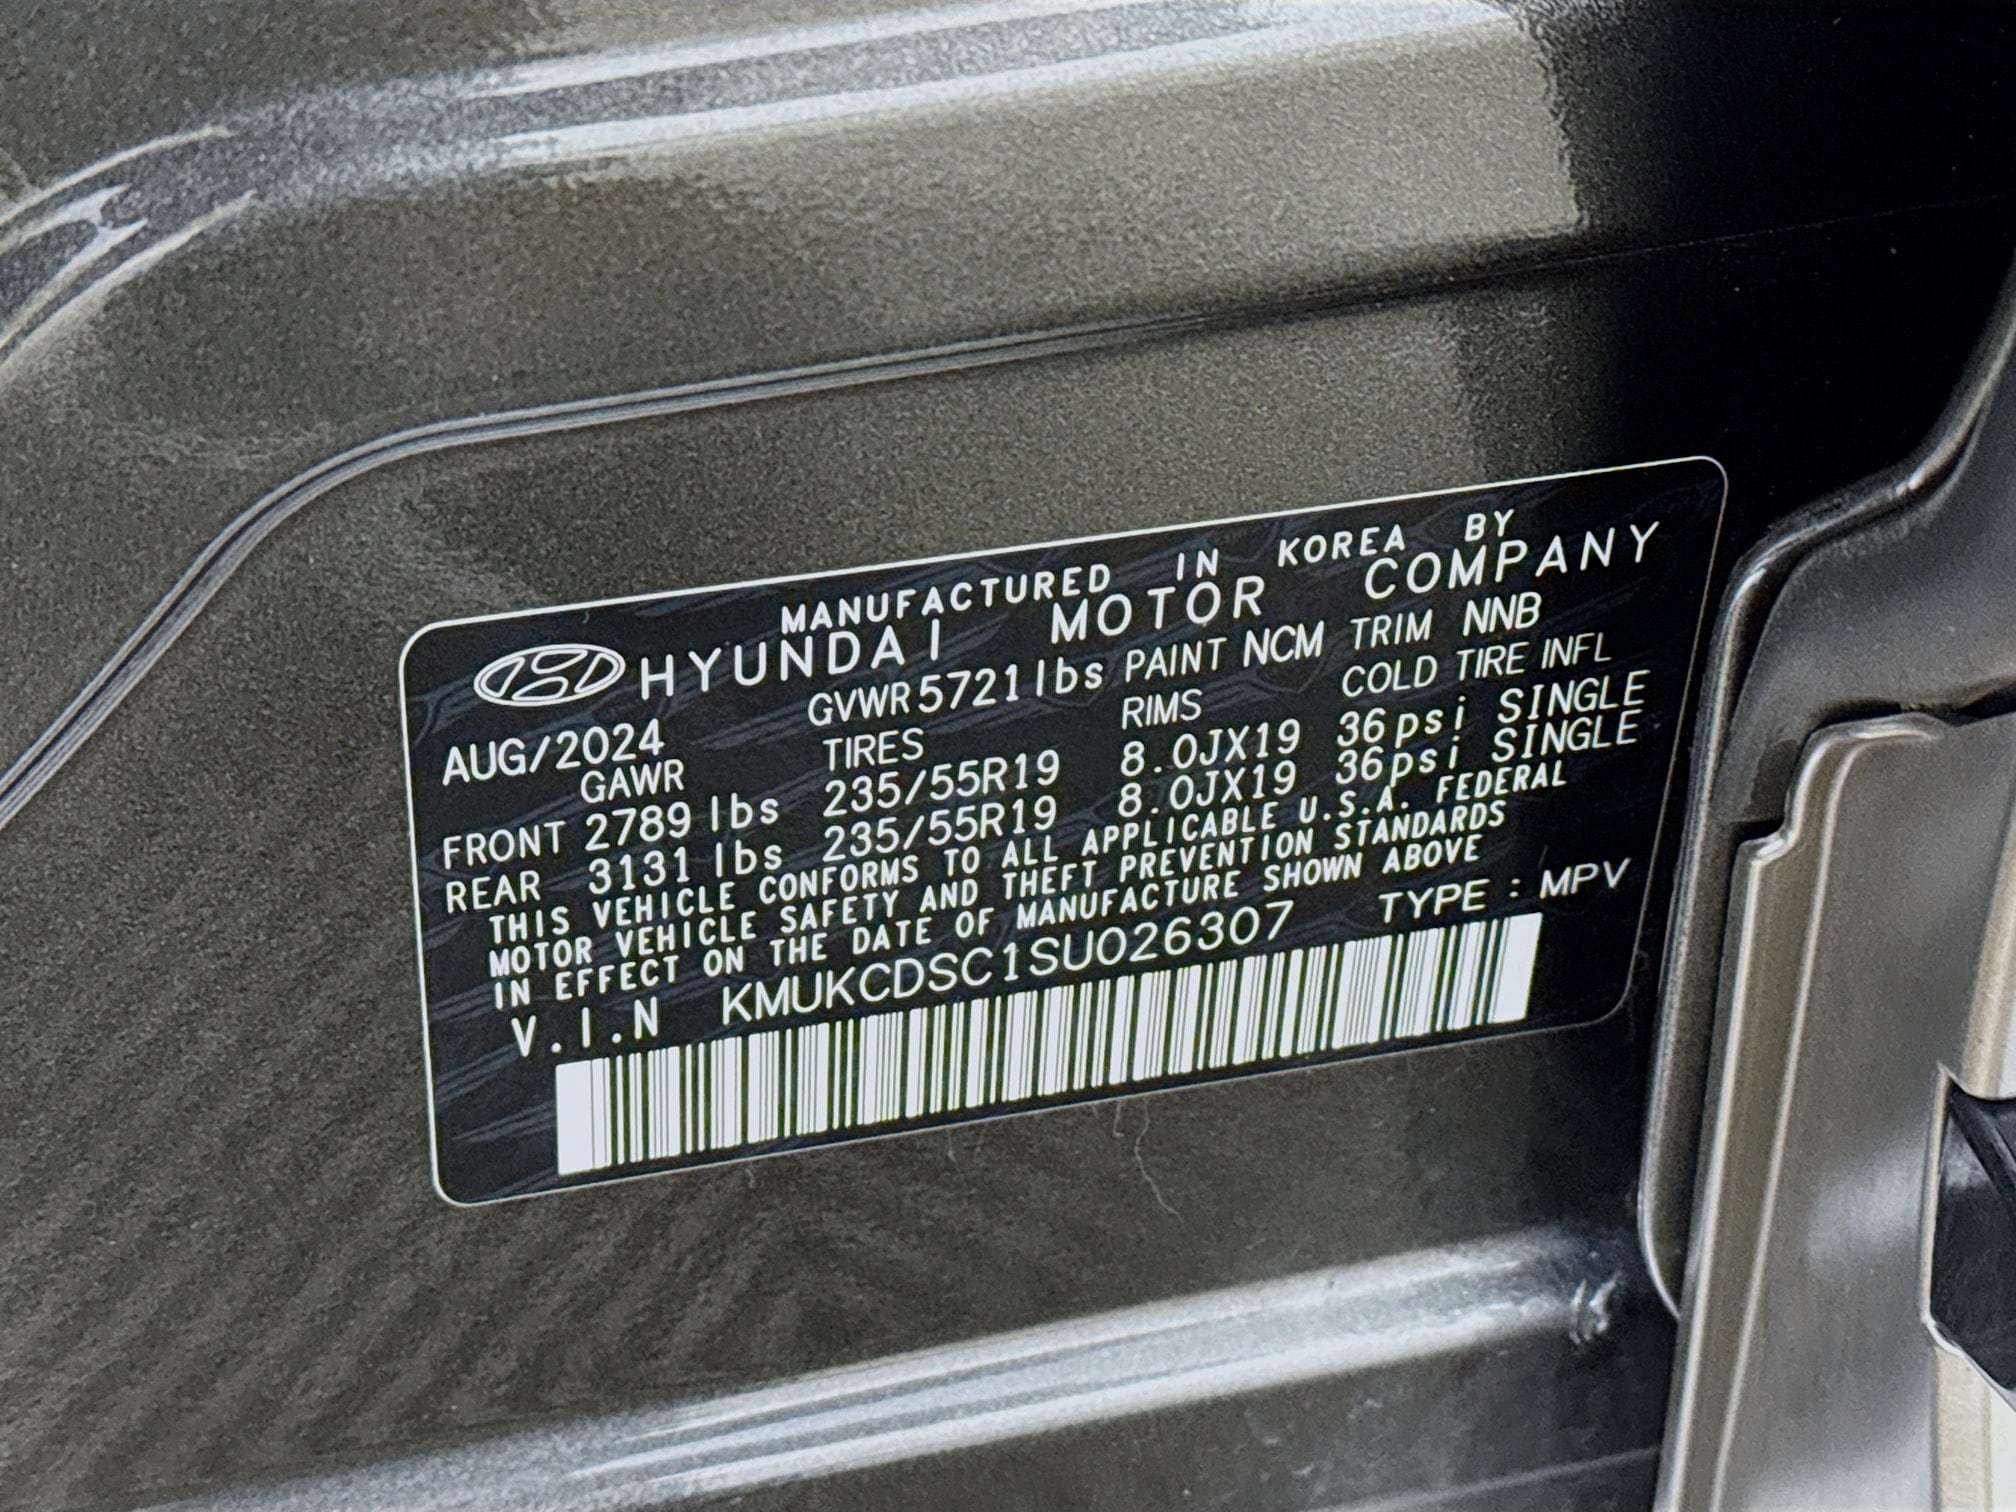 MANUFACTURED IN KOREA BY
HYUNDAI MOTOR COMPANY
AUG/2024 GVWR 5721 lbs PAINT NCM TRIM NNB
GAWR TIRES RIMS COLD TIRE INFL
FRONT 2789 lbs 235/55R19 8.0JX19 36psi SINGLE
REAR 3131 lbs 235/55R19 8.0JX19 36psi SINGLE
THIS VEHICLE CONFORMS TO ALL APPLICABLE U.S.A. FEDERAL
MOTOR VEHICLE SAFETY AND THEFT PREVENTION STANDARDS
IN EFFECT ON THE DATE OF MANUFACTURE SHOWN ABOVE
V.I.N KMUKCDSC1SU026307 TYPE : MPV